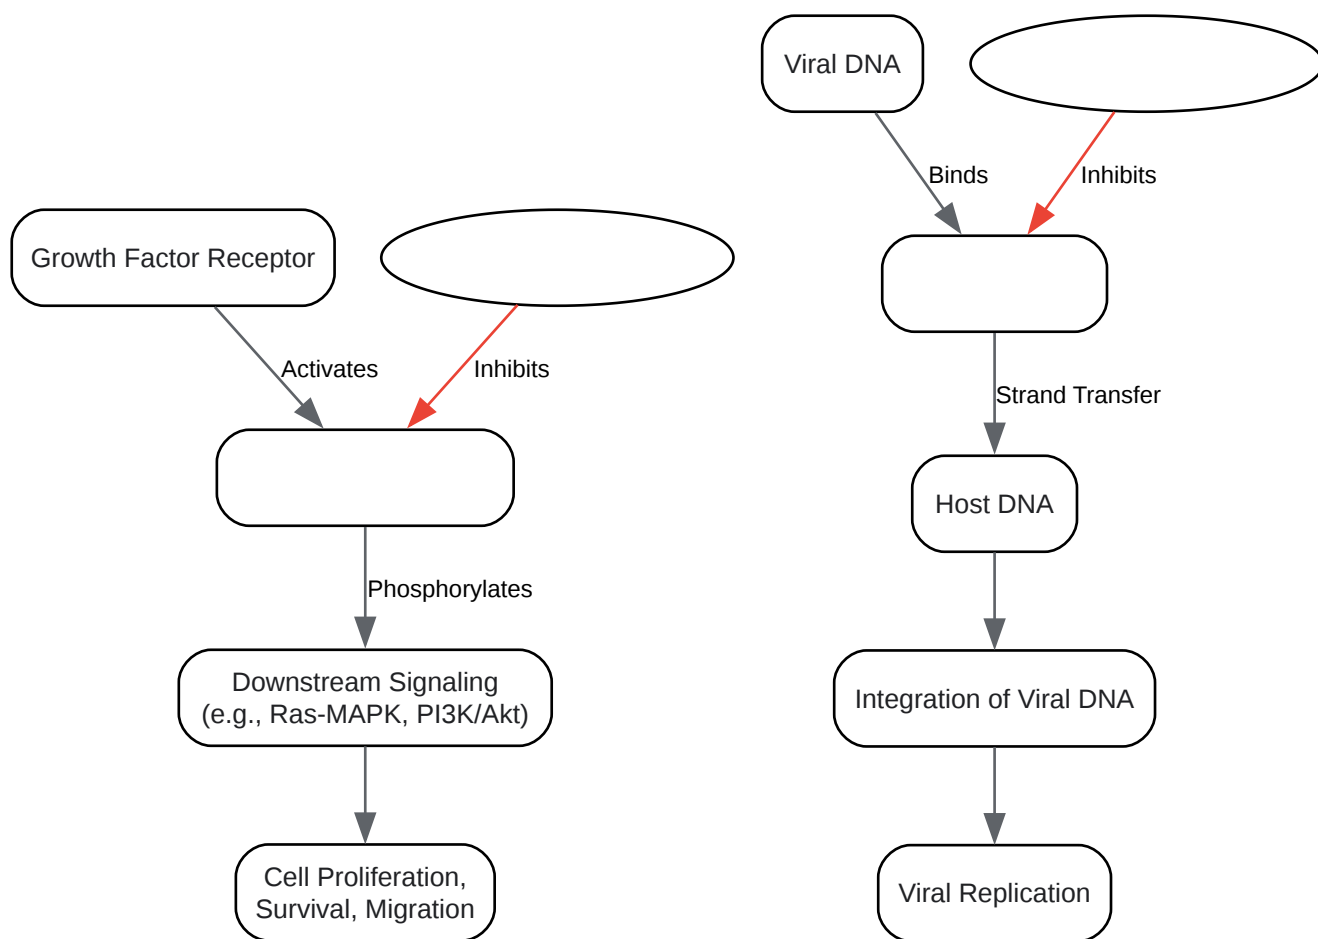 Viral DNA
Binds
Inhibits
Growth Factor Receptor
Activates
Inhibits
Strand Transfer
Host DNA
Phosphorylates
Downstream Signaling
(e.g., Ras-MAPK, PI3K/Akt)
Integration of Viral DNA
Cell Proliferation,
Survival, Migration
Viral Replication